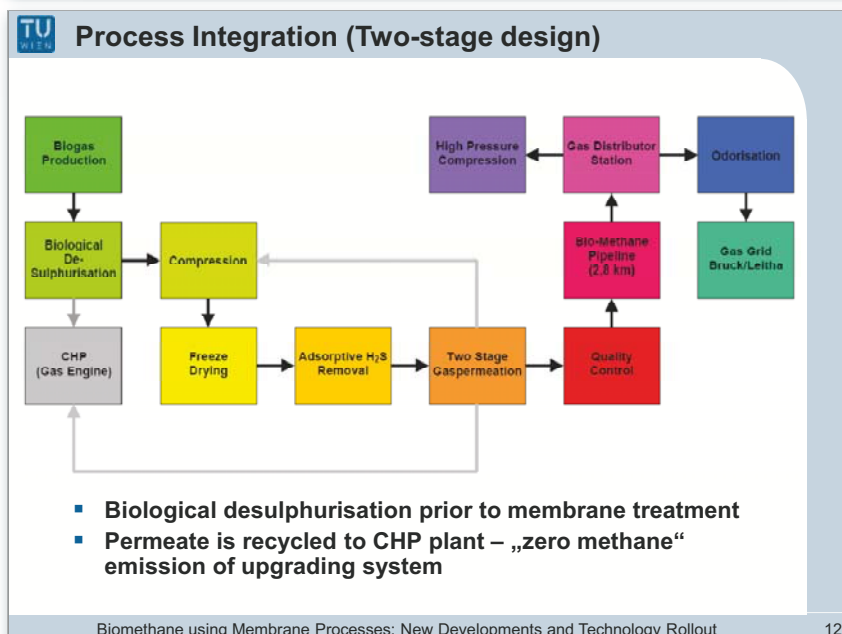 TU
WIEN
Process Integration (Two-stage design)
Biogas
Production
High Pressure
Compression
Gas Distributor
Station
Odorisation
Biological
De-
Sulphurisation
Compression
Bio-Methane
Pipeline
(2,8 km)
Gas Grid
Bruck/Leitha
CHP
(Gas Engine)
Freeze
Drying
Adsorptive H₂S
Removal
Two Stage
Gaspermeation
Quality
Control
▪ Biological desulphurisation prior to membrane treatment
▪ Permeate is recycled to CHP plant – „zero methane“
emission of upgrading system
Biomethane using Membrane Processes: New Developments and Technology Rollout
12